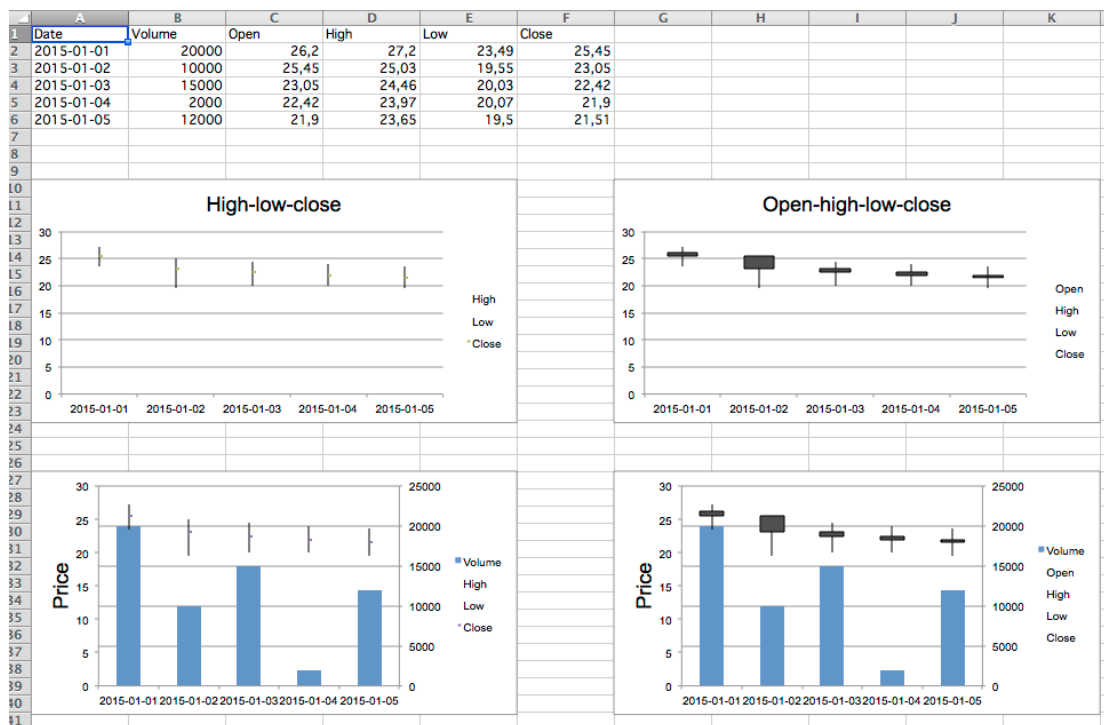 A B C D E F G H I J K
1 Date Volume Open High Low Close
2 2015-01-01 20000 26,2 27,2 23,49 25,45
3 2015-01-02 10000 25,45 25,03 19,55 23,05
4 2015-01-03 15000 23,05 24,46 20,03 22,42
5 2015-01-04 2000 22,42 23,97 20,07 21,9
6 2015-01-05 12000 21,9 23,65 19,5 21,51
7
8
9
10
11
12
13
14
15
16
17
18
19
20
21
22
23
24
25
26
27
28
29
30
31
32
33
34
35
36
37
38
39
40
41
High-low-close
30
25
20
15
10
5
0
2015-01-01 2015-01-02 2015-01-03 2015-01-04 2015-01-05
High
Low
Close
Open-high-low-close
30
25
20
15
10
5
0
2015-01-01 2015-01-02 2015-01-03 2015-01-04 2015-01-05
Open
High
Low
Close
Price
30
25
20
15
10
5
0
25000
20000
15000
10000
5000
0
2015-01-01 2015-01-02 2015-01-03 2015-01-04 2015-01-05
Volume
High
Low
Close
Price
30
25
20
15
10
5
0
25000
20000
15000
10000
5000
0
2015-01-01 2015-01-02 2015-01-03 2015-01-04 2015-01-05
Volume
Open
High
Low
Close